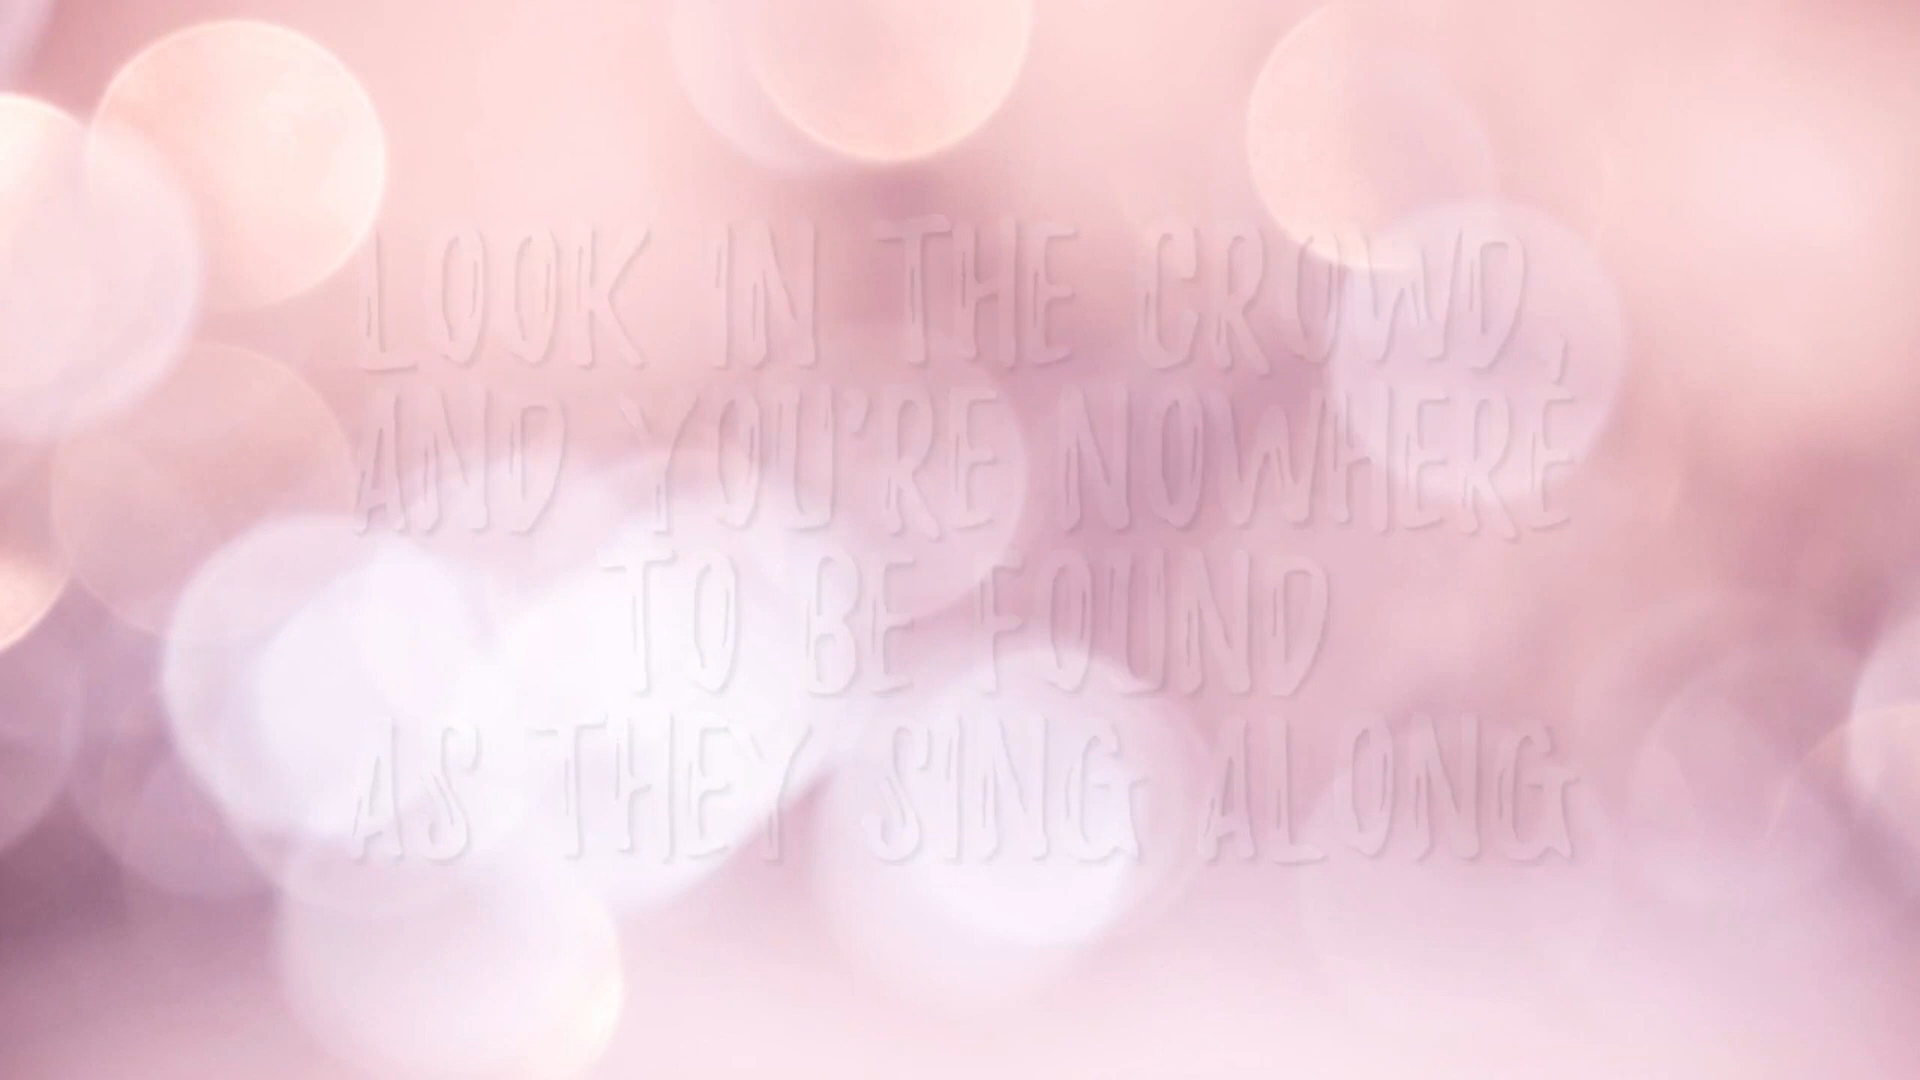 LOOK IN THE CROWD,
AND YOU'RE NOWHERE
TO BE FOUND
AS THEY SING ALONG